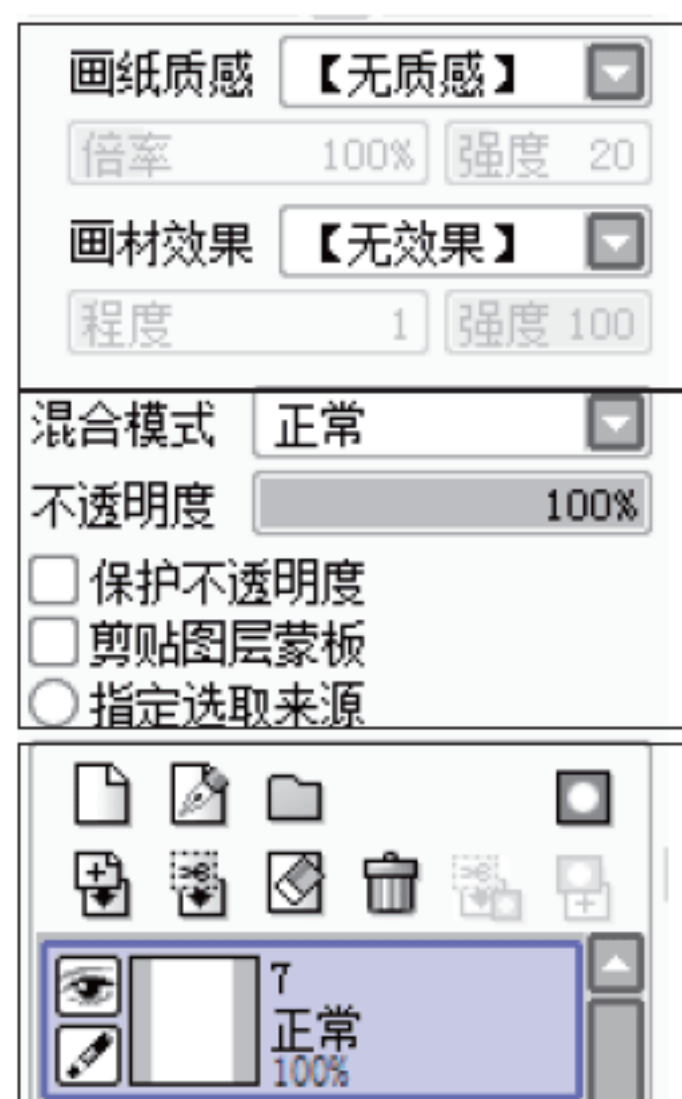 画纸质感 【无质感】
倍率 100% 强度 20
画材效果 【无效果】
程度 1 强度 100
混合模式 正常
不透明度 100%
保护不透明度
剪贴图层蒙板
指定选取来源
7
正常
100%